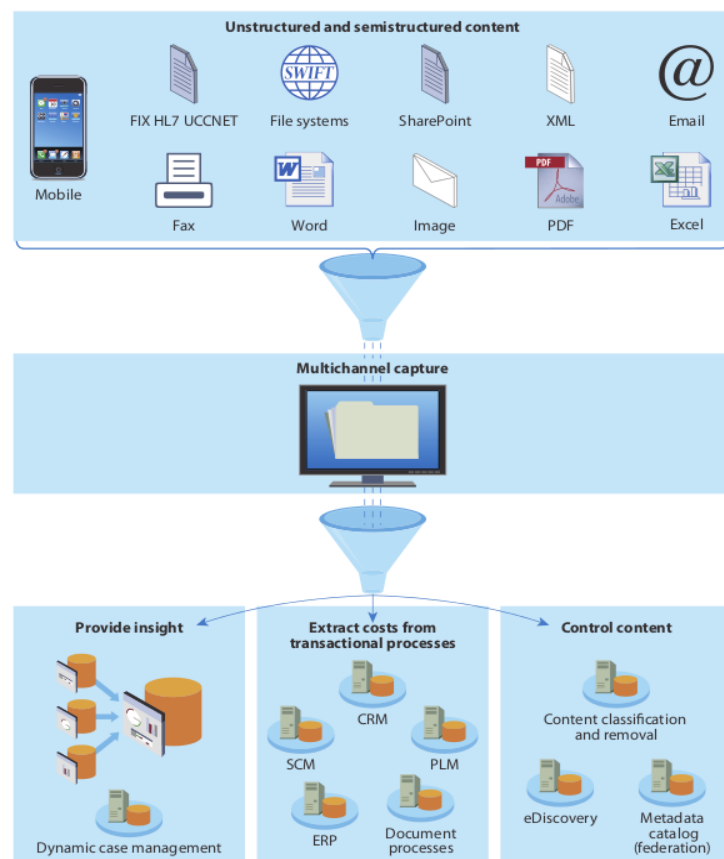 Unstructured and semistructured content
SWIFT
FIX HL7 UCCNET
File systems
SharePoint
XML
@
Email
Mobile
W
PDF
Adobe
X
Fax
Word
Image
PDF
Excel
Multichannel capture
Provide insight
Extract costs from
transactional processes
Control content
CRM
SCM
PLM
ERP
Document
processes
Dynamic case management
Content classification
and removal
eDiscovery
Metadata
catalog
(federation)